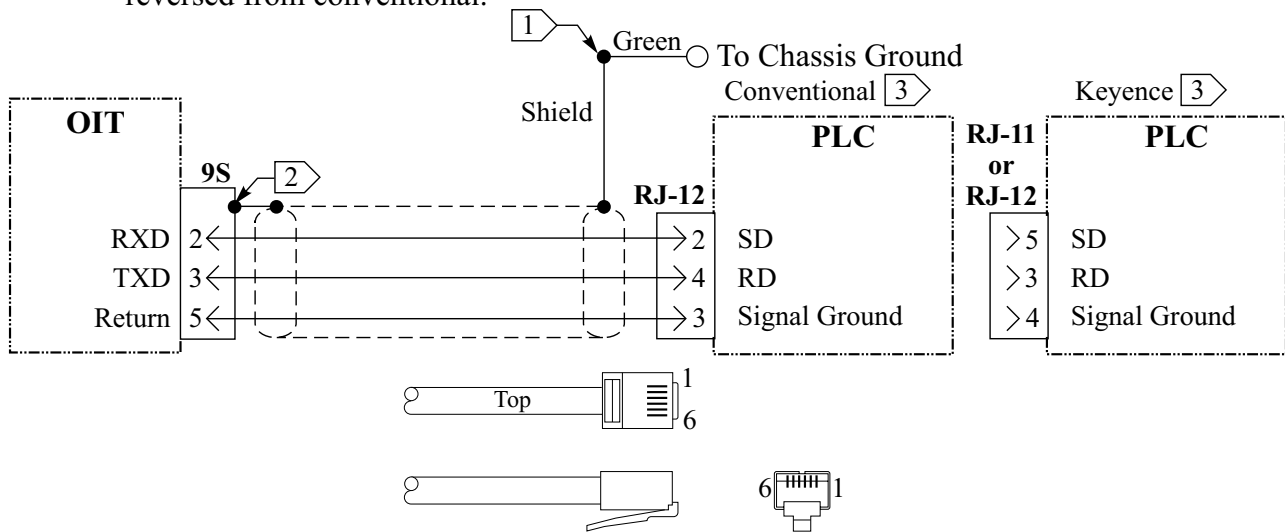 reversed from conventional.
1
Green
To Chassis Ground
Shield
Conventional 3
Keyence 3
OIT
PLC
RJ-11
or
RJ-12
PLC
9S
2
RJ-12
RXD 2
2 SD
5 SD
TXD 3
4 RD
3 RD
Return 5
3 Signal Ground
4 Signal Ground
Top
1
6
6
1